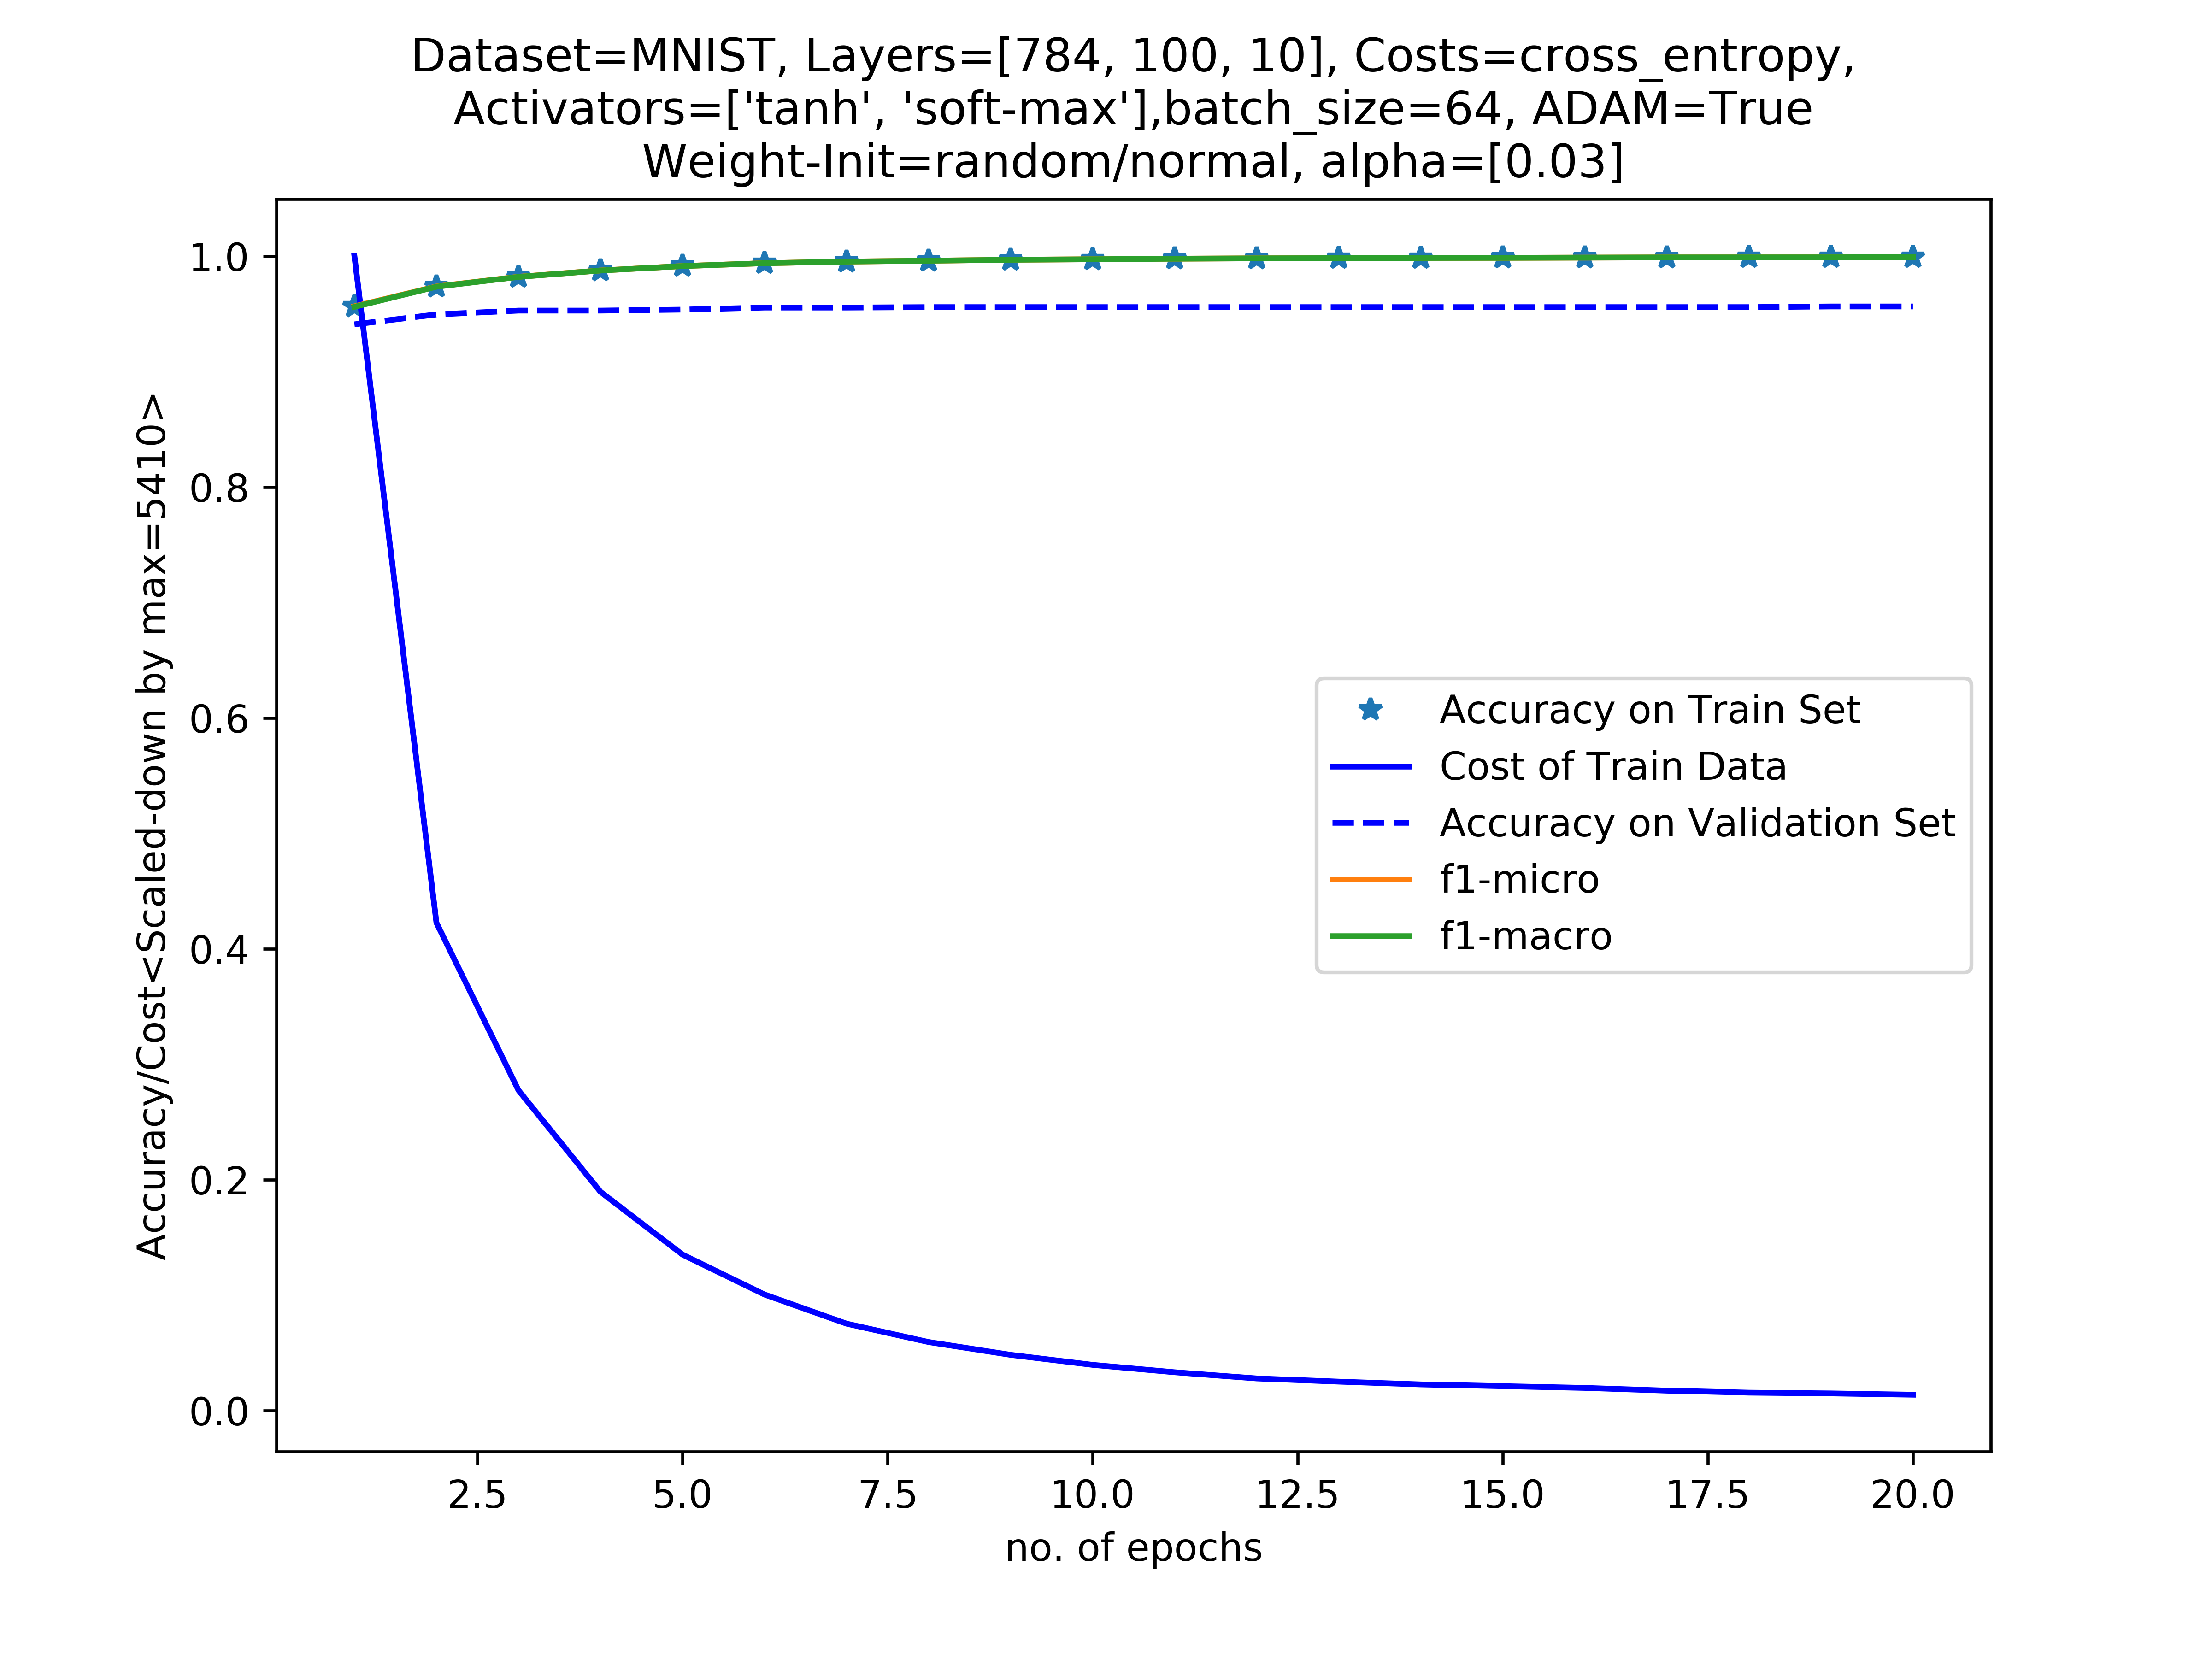 Dataset=MNIST, Layers=[784, 100, 10], Costs=cross_entropy,
Activators=['tanh', 'soft-max'],batch_size=64, ADAM=True
Weight-Init=random/normal, alpha=[0.03]
Accuracy/Cost<Scaled-down by max=5410>
1.0
0.8
0.6
0.4
0.2
0.0
Accuracy on Train Set
Cost of Train Data
Accuracy on Validation Set
f1-micro
f1-macro
2.5 5.0 7.5 10.0 12.5 15.0 17.5 20.0
no. of epochs